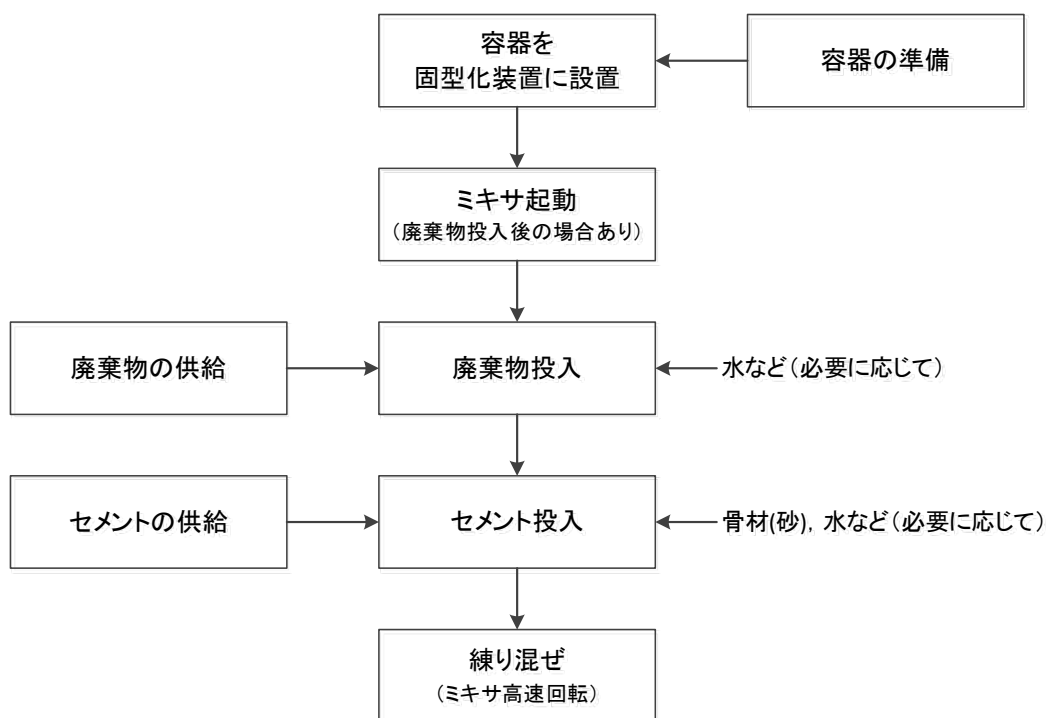 容器を
固型化装置に設置
容器の準備
ミキサ起動
(廃棄物投入後の場合あり)
廃棄物の供給
廃棄物投入
水など(必要に応じて)
セメントの供給
セメント投入
骨材(砂),水など(必要に応じて)
練り混ぜ
(ミキサ高速回転)